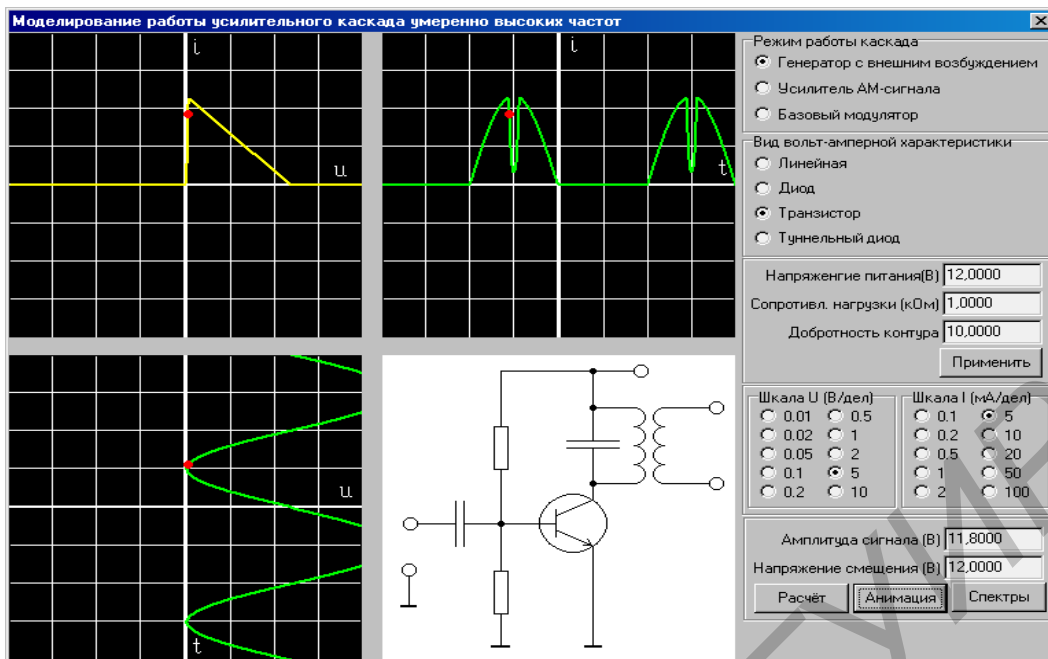 Моделирование работы усилительного каскада умеренно высоких частот
i
u
i
t
u
t
Режим работы каскада
Генератор с внешним возбуждением
Усилитель АМ-сигнала
Базовый модулятор
Вид вольт-амперной характеристики
Линейная
Диод
Транзистор
Туннельный диод
Напряженгие питания(В) 12,0000
Сопротивл. нагрузки (кОм) 1,0000
Добротность контура 10,0000
Применить
Шкала U (В/дел)
0.01 0.5
0.02 1
0.05 2
0.1 5
0.2 10
Шкала I (мА/дел)
0.1 5
0.2 10
0.5 20
1 50
2 100
Амплитуда сигнала (В) 11,8000
Напряжение смещения (В) 12,0000
Расчёт Анимация Спектры